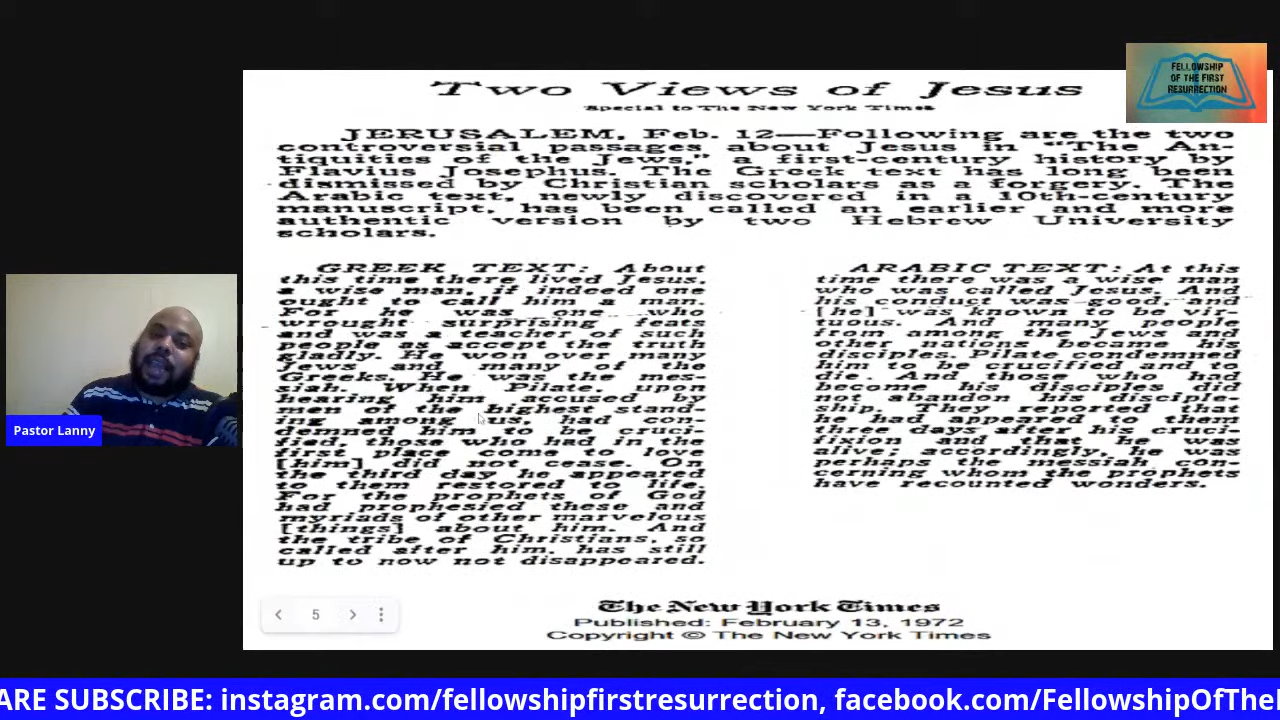 FELLOWSHIP
OF THE FIRST
RESURRECTION
Two Views of Jesus
Special to The New York Times
JERUSALEM, Feb. 12—Following are the two
controversial passages about Jesus in "The An-
tiquities of the Jews," a first-century history by
Flavius Josephus. The Greek text has long been
dismissed by Christian scholars as a forgery. The
Arabic text, newly discovered in a 10th-century
manuscript, has been called an earlier and more
authentic version by two Hebrew University
scholars.
GREEK TEXT: About
this time there lived Jesus,
a wise man, if indeed one
ought to call him a man.
For he was one who
wrought surprising feats
and was a teacher of such
people as accept the truth
gladly. He won over many
Jews and many of the
Greeks. He was the mes-
siah. When Pilate, upon
hearing him accused by
men of the highest stand-
ing among us, had con-
demned him to be cruci-
fied, those who had in the
first place come to love
[him] did not cease. On
the third day he appeared
to them restored to life.
For the prophets of God
had prophesied these and
myriads of other marvelous
[things] about him. And
the tribe of Christians, so
called after him, has still
up to now not disappeared.
ARABIC TEXT: At this
time there was a wise man
who was called Jesus. And
his conduct was good, and
[he] was known to be vir-
tuous. And many people
from among the Jews and
other nations became his
disciples. Pilate condemned
him to be crucified and to
die. And those who had
become his disciples did
not abandon his disciple-
ship. They reported that
he had appeared to them
three days after his cruci-
fixion and that he was
alive; accordingly, he was
perhaps the messiah con-
cerning whom the prophets
have recounted wonders.
The New York Times
Published: February 13, 1972
Copyright © The New York Times
5
Pastor Lanny
ARE SUBSCRIBE: instagram.com/fellowshipfirstresurrection, facebook.com/FellowshipOfThe